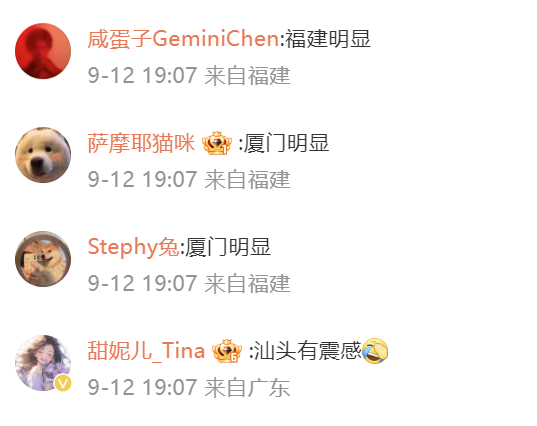 咸蛋子GeminiChen:福建明显
9-12 19:07 来自福建
萨摩耶猫咪 :厦门明显
9-12 19:07 来自福建
Stephy兔:厦门明显
9-12 19:07 来自福建
甜妮儿_Tina :汕头有震感🤣
9-12 19:07 来自广东